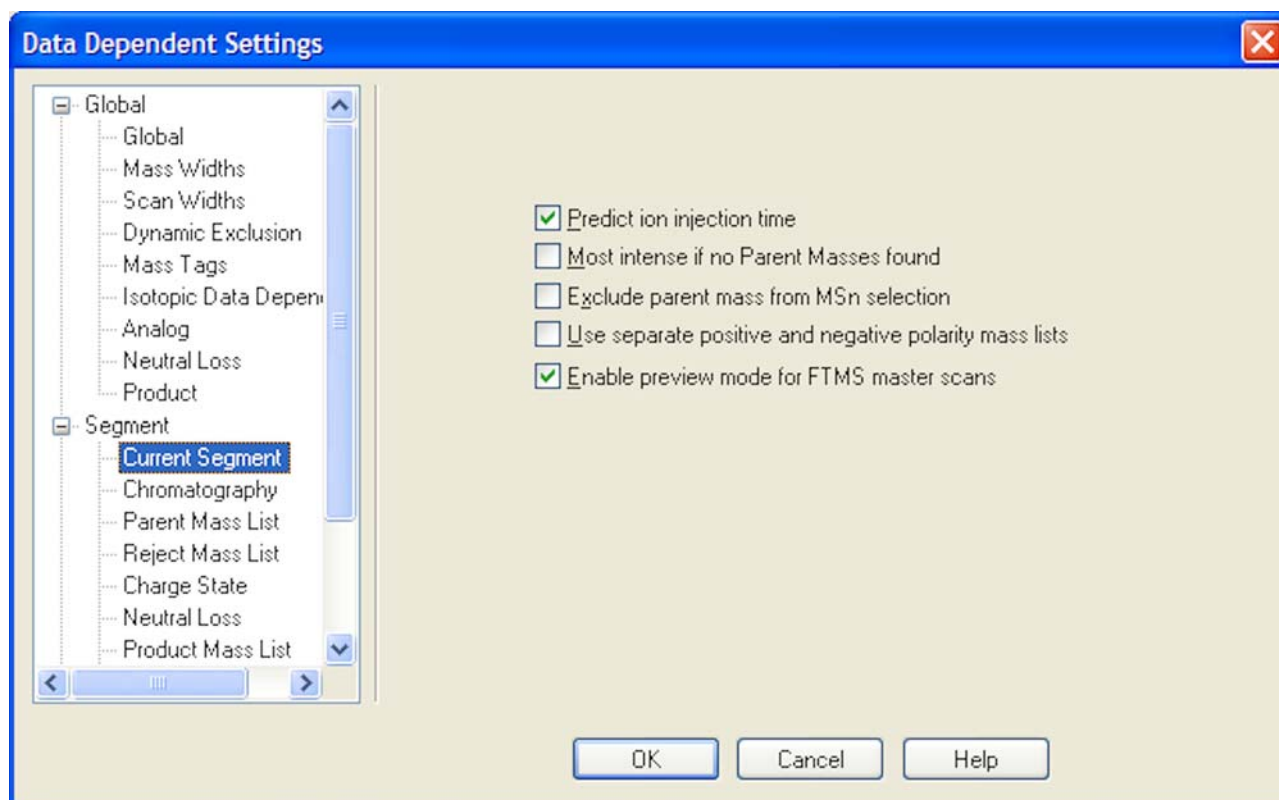 Data Dependent Settings
Global
Global
Mass Widths
Scan Widths
Dynamic Exclusion
Mass Tags
Isotopic Data Depen
Analog
Neutral Loss
Product
Segment
Current Segment
Chromatography
Parent Mass List
Reject Mass List
Charge State
Neutral Loss
Product Mass List
Predict ion injection time
Most intense if no Parent Masses found
Exclude parent mass from MSn selection
Use separate positive and negative polarity mass lists
Enable preview mode for FTMS master scans
OK
Cancel
Help